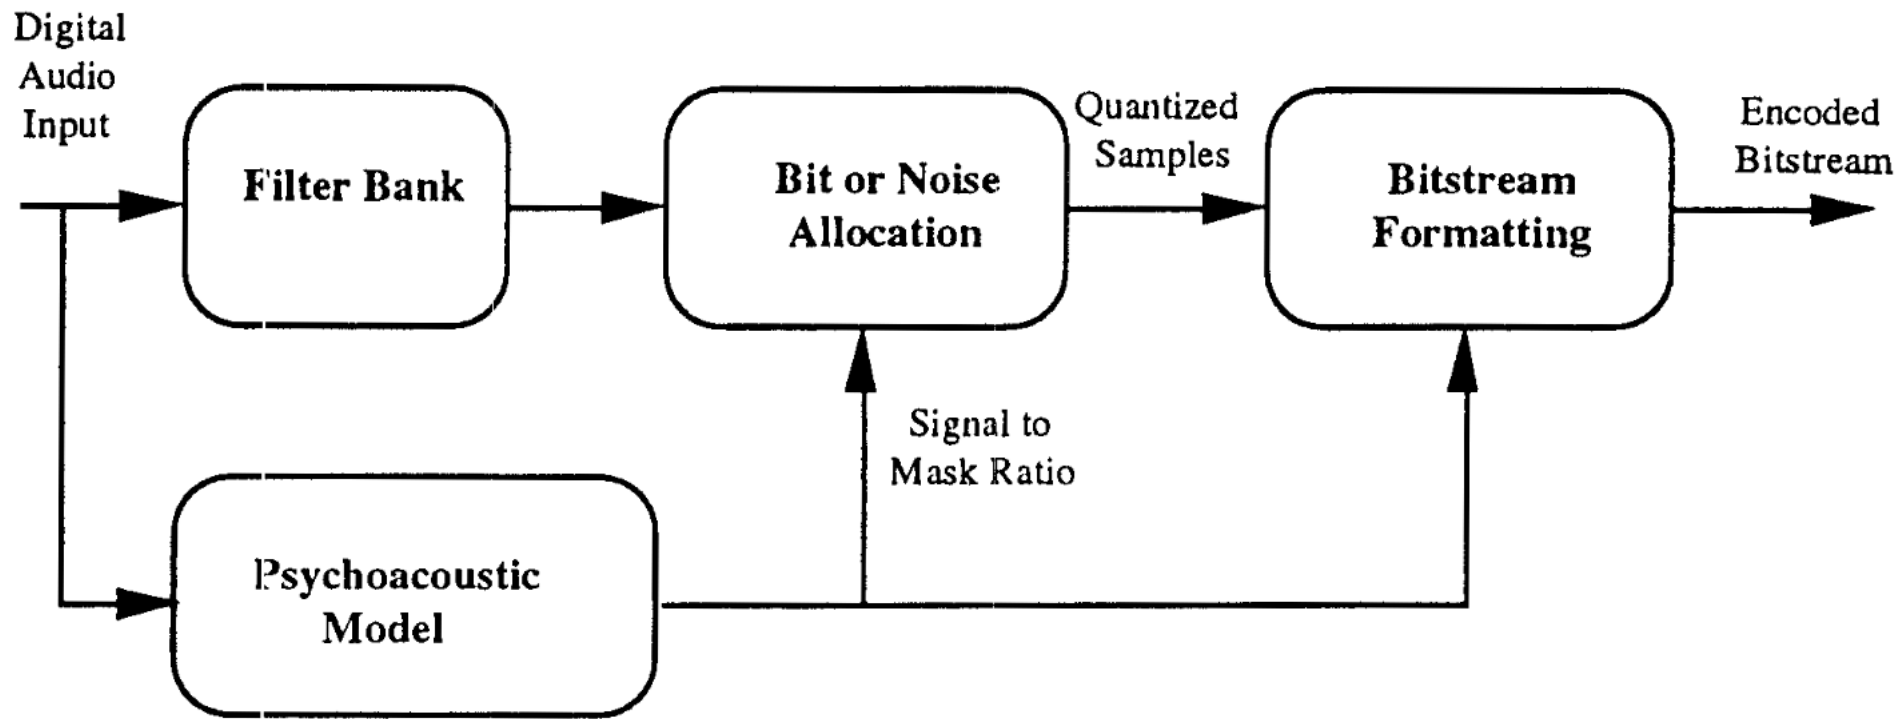 Digital
Audio
Input
Filter Bank
Bit or Noise
Allocation
Quantized
Samples
Bitstream
Formatting
Encoded
Bitstream
Signal to
Mask Ratio
Psychoacoustic
Model